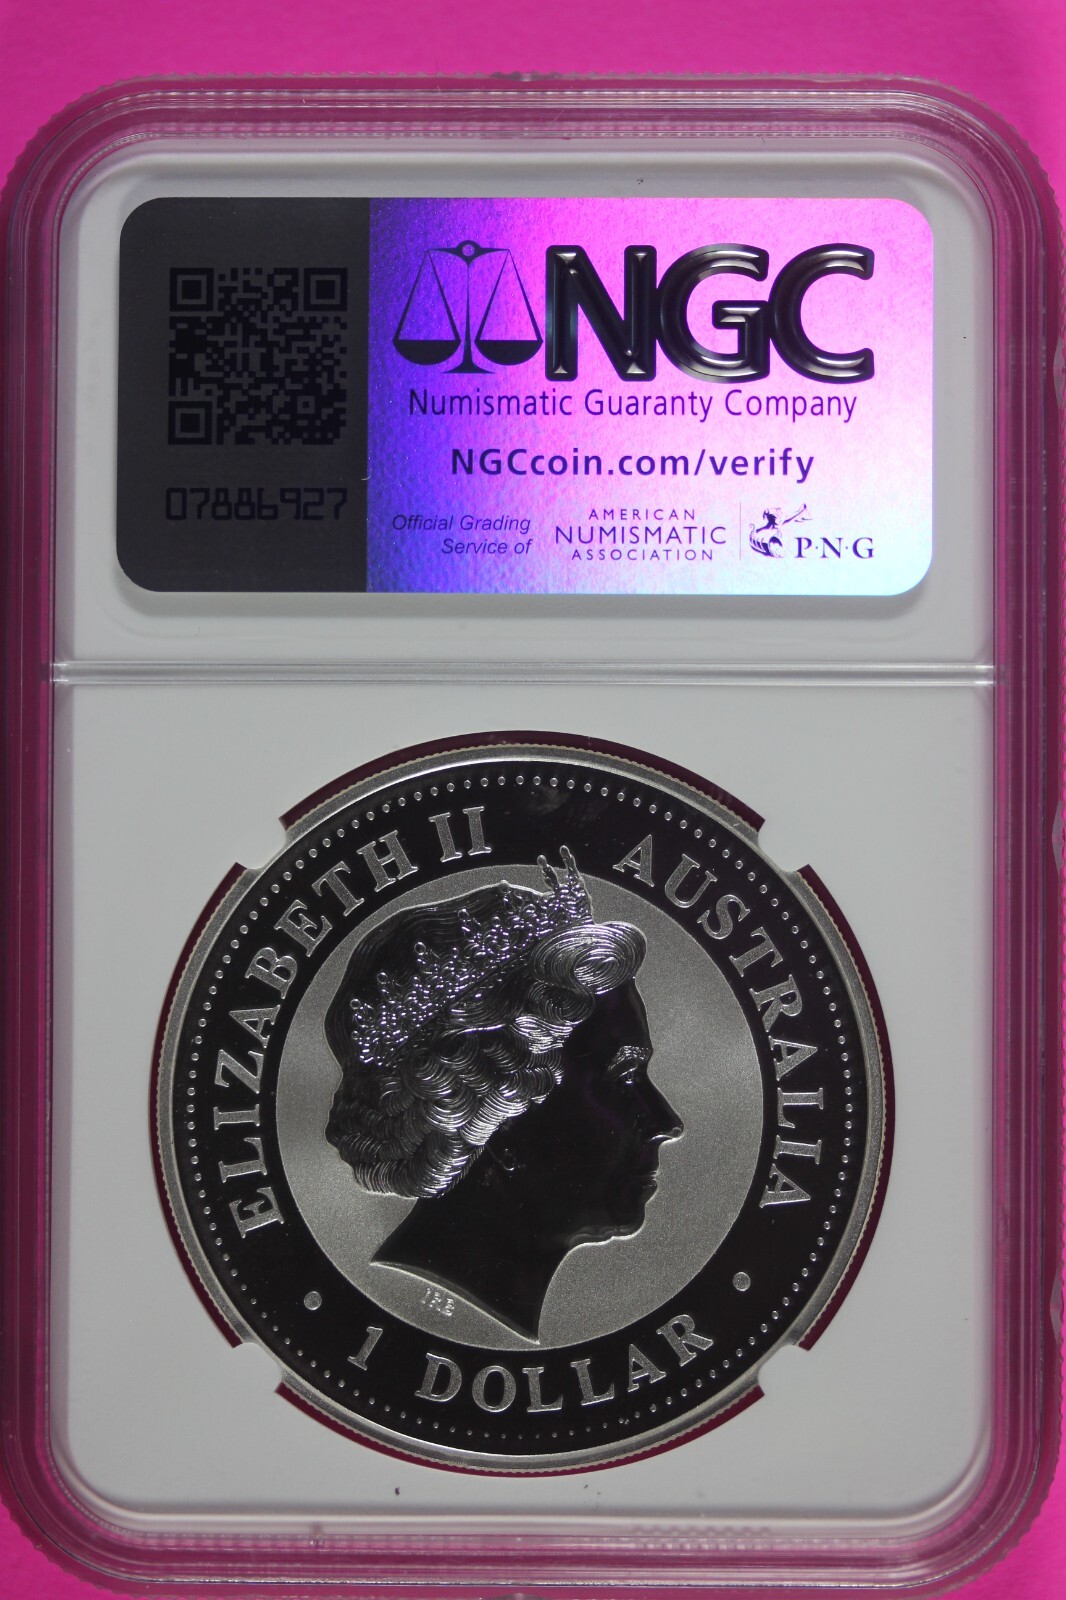 NGC
Numismatic Guaranty Company
NGCcoin.com/verify
07886927
Official Grading
Service of
AMERICAN
NUMISMATIC
ASSOCIATION
P·N·G
ELIZABETH II
AUSTRALIA
1 DOLLAR
IRB